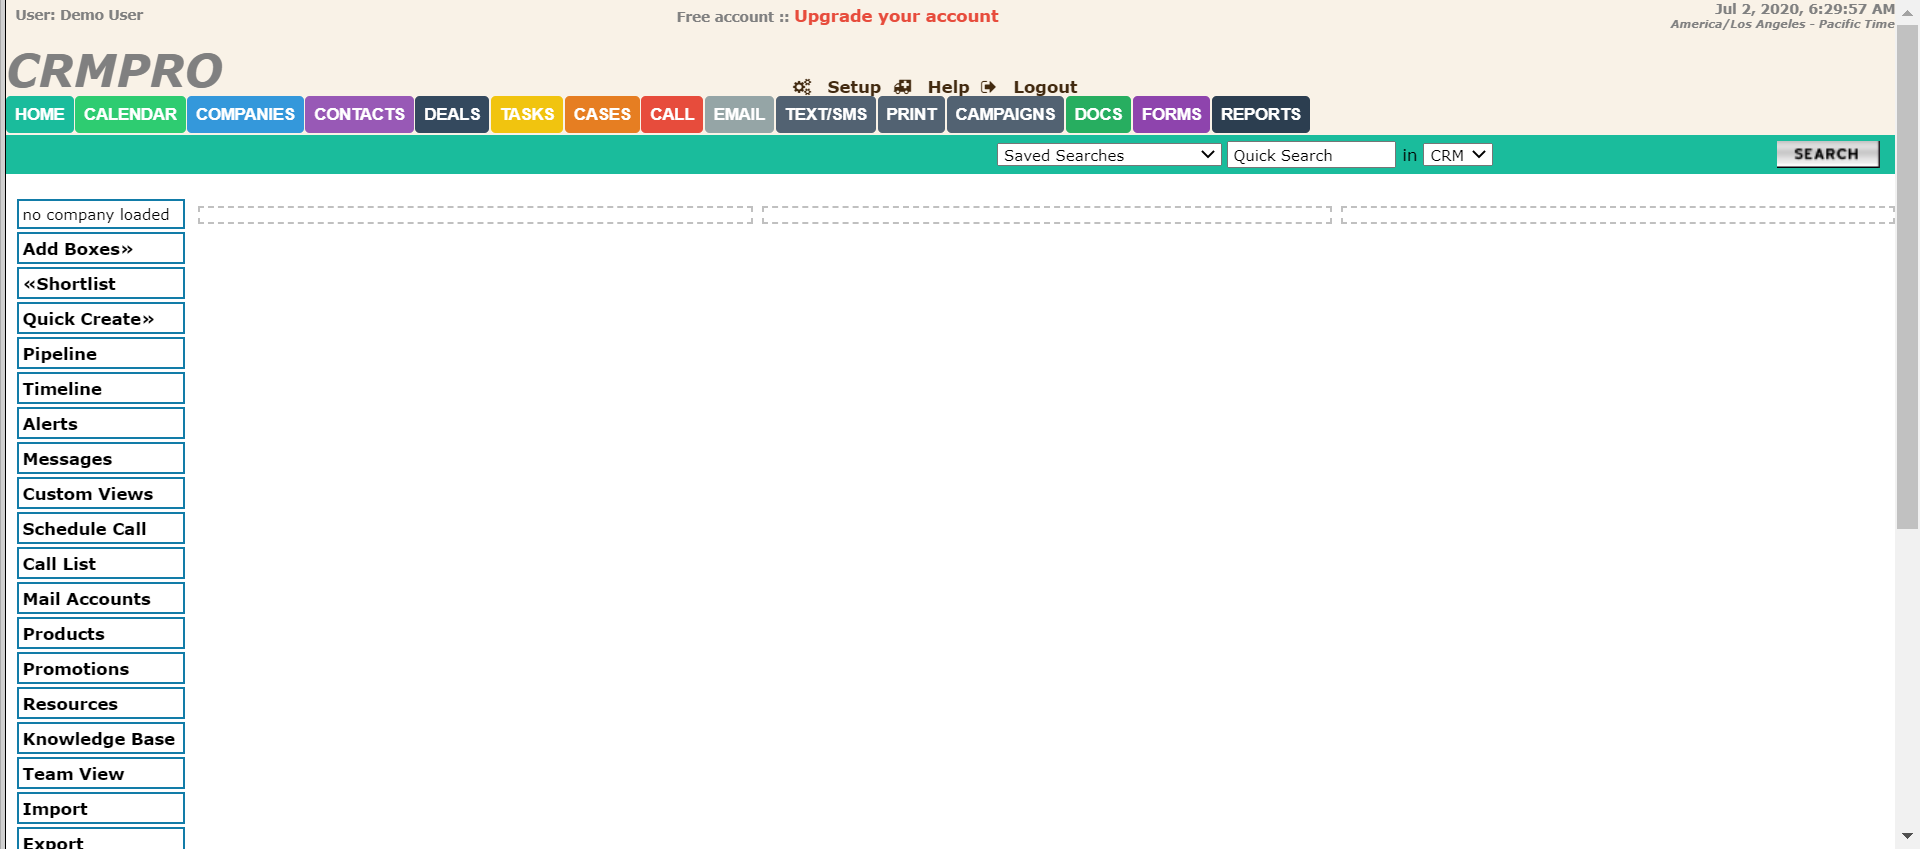 User: Demo User
Free account :: Upgrade your account
Jul 2, 2020, 6:29:57 AM
America/Los Angeles - Pacific Time
CRMPRO
Setup Help Logout
HOME CALENDAR COMPANIES CONTACTS DEALS TASKS CASES CALL EMAIL TEXT/SMS PRINT CAMPAIGNS DOCS FORMS REPORTS
Saved Searches Quick Search in CRM SEARCH
no company loaded
Add Boxes»
«Shortlist
Quick Create»
Pipeline
Timeline
Alerts
Messages
Custom Views
Schedule Call
Call List
Mail Accounts
Products
Promotions
Resources
Knowledge Base
Team View
Import
Export